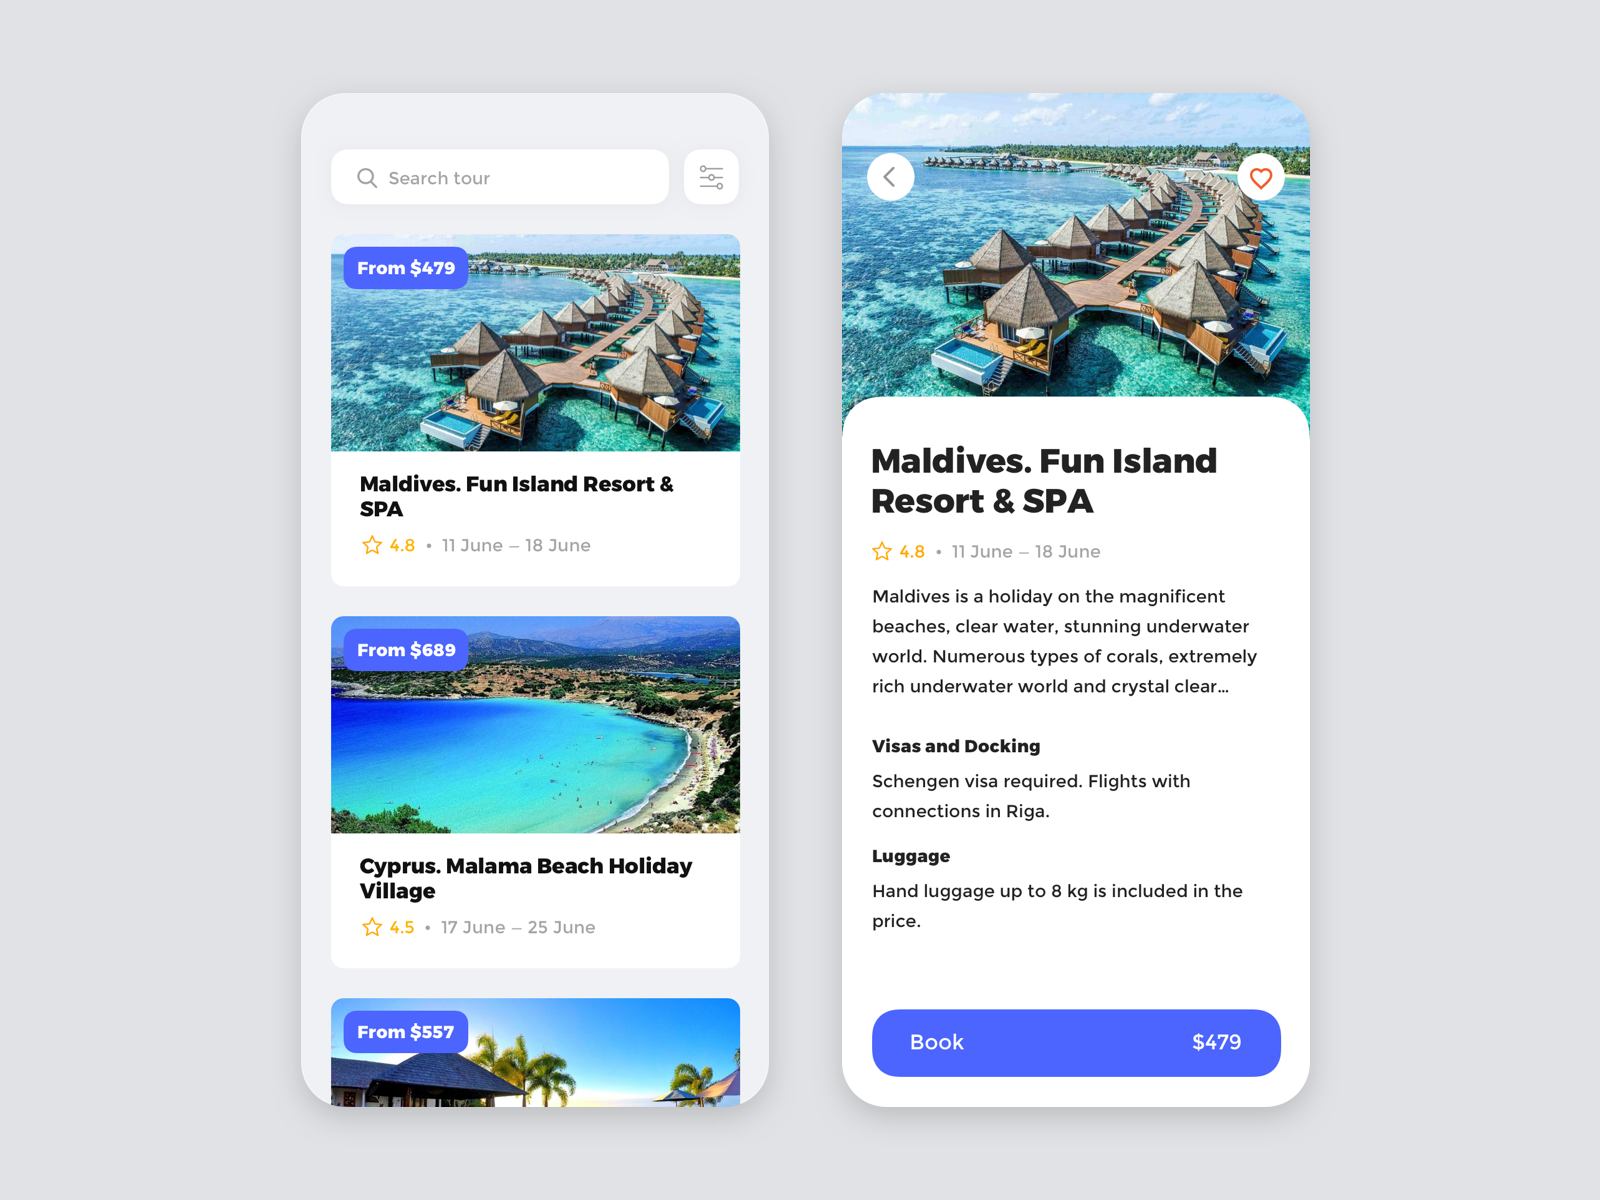 Search tour
From $479
Maldives. Fun Island Resort &
SPA
4.8 • 11 June – 18 June
From $689
Cyprus. Malama Beach Holiday
Village
4.5 • 17 June – 25 June
From $557
Maldives. Fun Island
Resort & SPA
4.8 • 11 June – 18 June
Maldives is a holiday on the magnificent
beaches, clear water, stunning underwater
world. Numerous types of corals, extremely
rich underwater world and crystal clear...
Visas and Docking
Schengen visa required. Flights with
connections in Riga.
Luggage
Hand luggage up to 8 kg is included in the
price.
Book $479